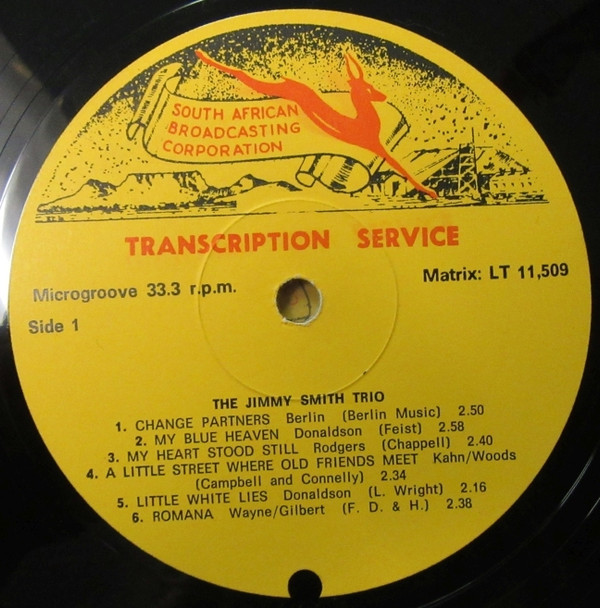 SOUTH AFRICAN
BROADCASTING
CORPORATION
TRANSCRIPTION SERVICE
Microgroove 33.3 r.p.m.
Matrix: LT 11,509
Side 1
THE JIMMY SMITH TRIO
1. CHANGE PARTNERS Berlin (Berlin Music) 2.50
2. MY BLUE HEAVEN Donaldson (Feist) 2.58
3. MY HEART STOOD STILL Rodgers (Chappell) 2.40
4. A LITTLE STREET WHERE OLD FRIENDS MEET Kahn/Woods
(Campbell and Connelly) 2.34
5. LITTLE WHITE LIES Donaldson (L. Wright) 2.16
6. ROMANA Wayne/Gilbert (F. D. & H.) 2.38